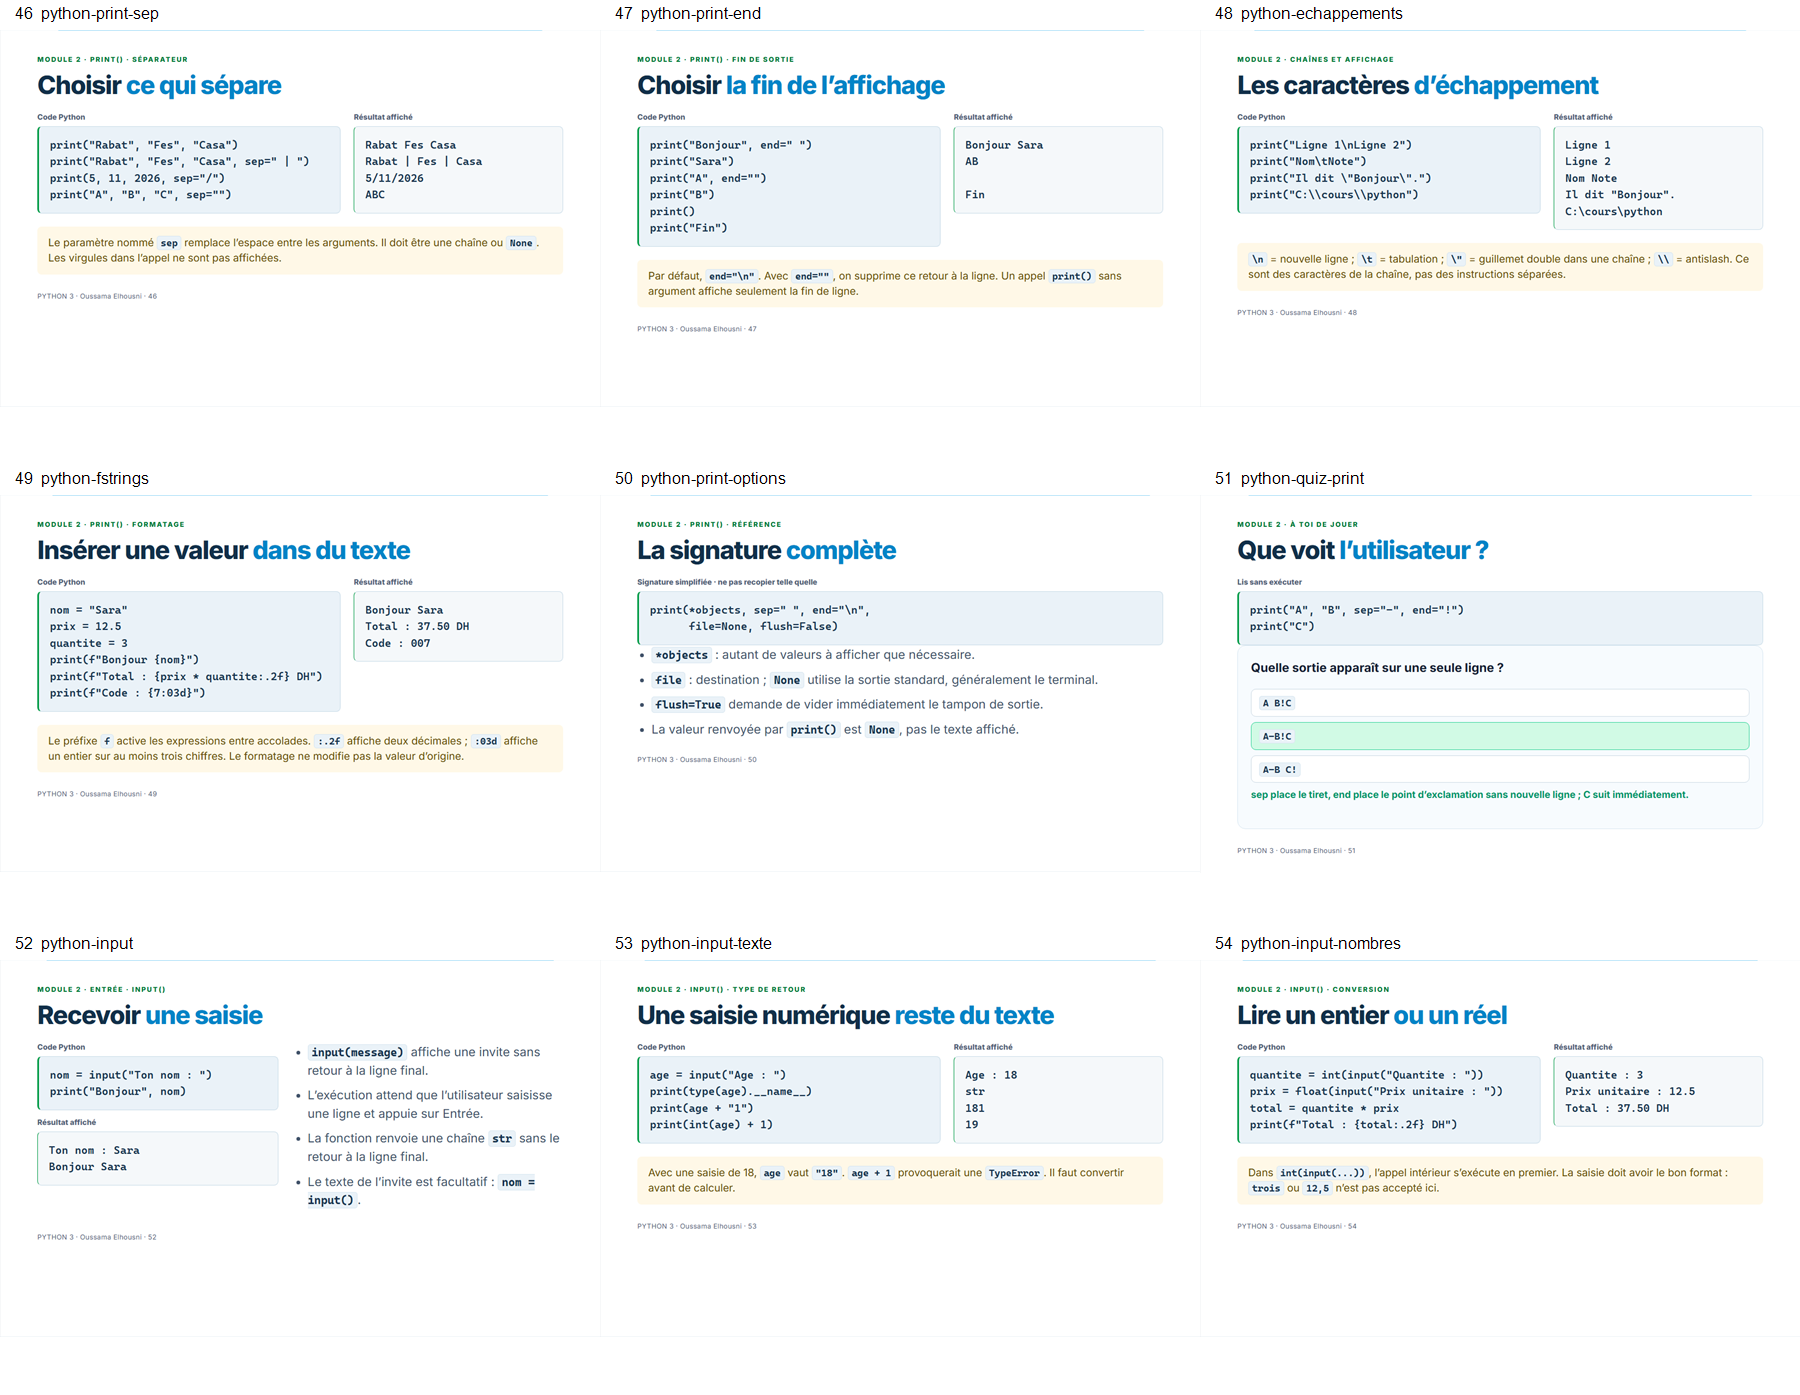 46 python-print-sep
MODULE 2 · PRINT() · SÉPARATEUR
Choisir ce qui sépare
Code Python
print("Rabat", "Fes", "Casa")
print("Rabat", "Fes", "Casa", sep=" | ")
print(5, 11, 2026, sep="/")
print("A", "B", "C", sep="")
Résultat affiché
Rabat Fes Casa
Rabat | Fes | Casa
5/11/2026
ABC
Le paramètre nommé sep remplace l’espace entre les arguments. Il doit être une chaîne ou None.
Les virgules dans l’appel ne sont pas affichées.
PYTHON 3 · Oussama Elhousni · 46
47 python-print-end
MODULE 2 · PRINT() · FIN DE SORTIE
Choisir la fin de l’affichage
Code Python
print("Bonjour", end=" ")
print("Sara")
print("A", end="")
print("B")
print()
print("Fin")
Résultat affiché
Bonjour Sara
AB
Fin
Par défaut, end="\n". Avec end="", on supprime ce retour à la ligne. Un appel print() sans
argument affiche seulement la fin de ligne.
PYTHON 3 · Oussama Elhousni · 47
48 python-echappements
MODULE 2 · CHAÎNES ET AFFICHAGE
Les caractères d’échappement
Code Python
print("Ligne 1\nLigne 2")
print("Nom\tNote")
print("Il dit \"Bonjour\".")
print("C:\\cours\\python")
Résultat affiché
Ligne 1
Ligne 2
Nom Note
Il dit "Bonjour".
C:\cours\python
\n = nouvelle ligne ; \t = tabulation ; \" = guillemet double dans une chaîne ; \\ = antislash. Ce
sont des caractères de la chaîne, pas des instructions séparées.
PYTHON 3 · Oussama Elhousni · 48
49 python-fstrings
MODULE 2 · PRINT() · FORMATAGE
Insérer une valeur dans du texte
Code Python
nom = "Sara"
prix = 12.5
quantite = 3
print(f"Bonjour {nom}")
print(f"Total : {prix * quantite:.2f} DH")
print(f"Code : {7:03d}")
Résultat affiché
Bonjour Sara
Total : 37.50 DH
Code : 007
Le préfixe f active les expressions entre accolades. :.2f affiche deux décimales ; :03d affiche
un entier sur au moins trois chiffres. Le formatage ne modifie pas la valeur d’origine.
PYTHON 3 · Oussama Elhousni · 49
50 python-print-options
MODULE 2 · PRINT() · RÉFÉRENCE
La signature complète
Signature simplifiée · ne pas recopier telle quelle
print(*objects, sep=" ", end="\n",
file=None, flush=False)
• *objects : autant de valeurs à afficher que nécessaire.
• file : destination ; None utilise la sortie standard, généralement le terminal.
• flush=True demande de vider immédiatement le tampon de sortie.
• La valeur renvoyée par print() est None, pas le texte affiché.
PYTHON 3 · Oussama Elhousni · 50
51 python-quiz-print
MODULE 2 · À TOI DE JOUER
Que voit l’utilisateur ?
Lis sans exécuter
print("A", "B", sep="-", end="!")
print("C")
Quelle sortie apparaît sur une seule ligne ?
A B!C
A-B!C
A-B C!
sep place le tiret, end place le point d’exclamation sans nouvelle ligne ; C suit immédiatement.
PYTHON 3 · Oussama Elhousni · 51
52 python-input
MODULE 2 · ENTRÉE · INPUT()
Recevoir une saisie
Code Python
nom = input("Ton nom : ")
print("Bonjour", nom)
Résultat affiché
Ton nom : Sara
Bonjour Sara
• input(message) affiche une invite sans
retour à la ligne final.
• L’exécution attend que l’utilisateur saisisse
une ligne et appuie sur Entrée.
• La fonction renvoie une chaîne str sans le
retour à la ligne final.
• Le texte de l’invite est facultatif : nom =
input().
PYTHON 3 · Oussama Elhousni · 52
53 python-input-texte
MODULE 2 · INPUT() · TYPE DE RETOUR
Une saisie numérique reste du texte
Code Python
age = input("Age : ")
print(type(age).__name__)
print(age + "1")
print(int(age) + 1)
Résultat affiché
Age : 18
str
181
19
Avec une saisie de 18, age vaut "18". age + 1 provoquerait une TypeError. Il faut convertir
avant de calculer.
PYTHON 3 · Oussama Elhousni · 53
54 python-input-nombres
MODULE 2 · INPUT() · CONVERSION
Lire un entier ou un réel
Code Python
quantite = int(input("Quantite : "))
prix = float(input("Prix unitaire : "))
total = quantite * prix
print(f"Total : {total:.2f} DH")
Résultat affiché
Quantite : 3
Prix unitaire : 12.5
Total : 37.50 DH
Dans int(input(...)), l’appel intérieur s’exécute en premier. La saisie doit avoir le bon format :
trois ou 12,5 n’est pas accepté ici.
PYTHON 3 · Oussama Elhousni · 54